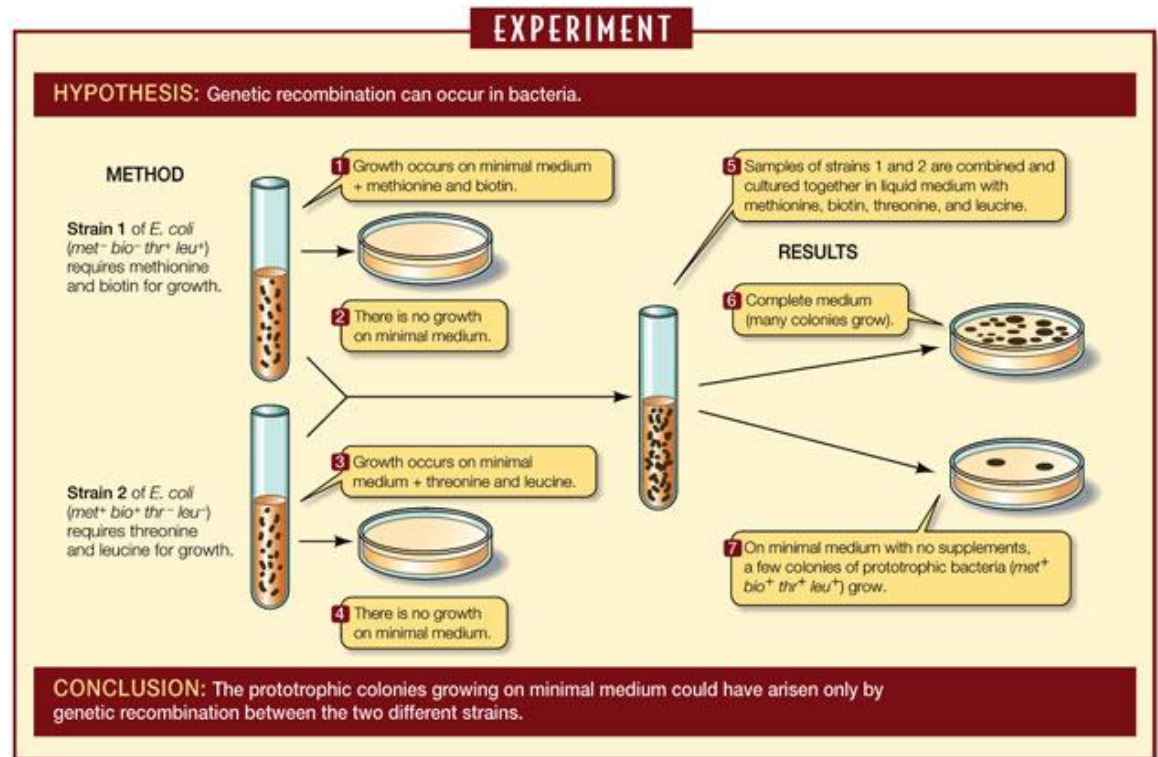 EXPERIMENT
HYPOTHESIS: Genetic recombination can occur in bacteria.
METHOD
Strain 1 of E. coli
(met⁻ bio⁻ thr⁺ leu⁺)
requires methionine
and biotin for growth.
1 Growth occurs on minimal medium
+ methionine and biotin.
2 There is no growth
on minimal medium.
Strain 2 of E. coli
(met⁺ bio⁺ thr⁻ leu⁻)
requires threonine
and leucine for growth.
3 Growth occurs on minimal
medium + threonine and leucine.
4 There is no growth
on minimal medium.
5 Samples of strains 1 and 2 are combined and
cultured together in liquid medium with
methionine, biotin, threonine, and leucine.
RESULTS
6 Complete medium
(many colonies grow).
7 On minimal medium with no supplements,
a few colonies of prototrophic bacteria (met⁺
bio⁺ thr⁺ leu⁺) grow.
CONCLUSION: The prototrophic colonies growing on minimal medium could have arisen only by
genetic recombination between the two different strains.